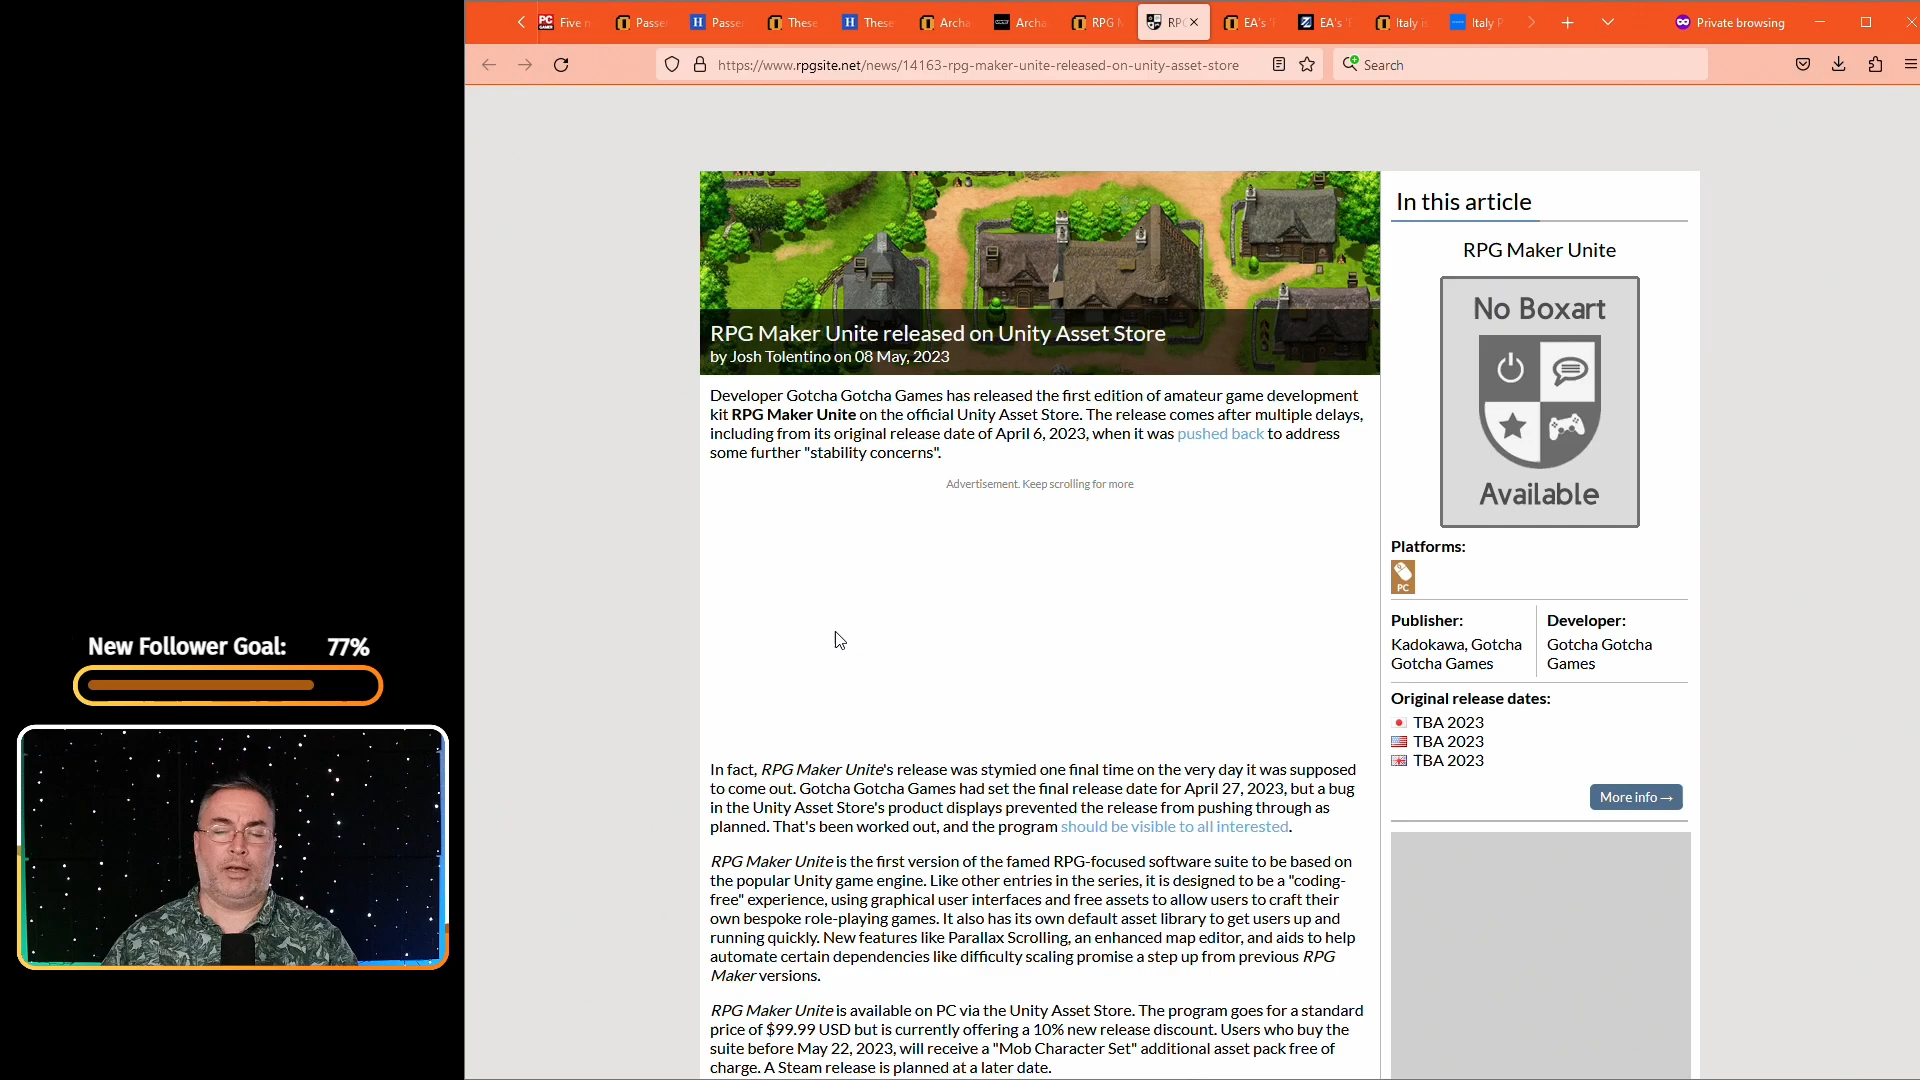 PC
GAMER
Five n
Passe
H
Passe
These
H
These
Archa
Archa
RPG M
RPG
EA's '
EA's '
Italy i
Italy P
Private browsing
https://www.rpgsite.net/news/14163-rpg-maker-unite-released-on-unity-asset-store
Search
RPG Maker Unite released on Unity Asset Store
by Josh Tolentino on 08 May, 2023
Developer Gotcha Gotcha Games has released the first edition of amateur game development
kit RPG Maker Unite on the official Unity Asset Store. The release comes after multiple delays,
including from its original release date of April 6, 2023, when it was pushed back to address
some further "stability concerns".
Advertisement. Keep scrolling for more
In fact, RPG Maker Unite's release was stymied one final time on the very day it was supposed
to come out. Gotcha Gotcha Games had set the final release date for April 27, 2023, but a bug
in the Unity Asset Store's product displays prevented the release from pushing through as
planned. That's been worked out, and the program should be visible to all interested.
RPG Maker Unite is the first version of the famed RPG-focused software suite to be based on
the popular Unity game engine. Like other entries in the series, it is designed to be a "coding-
free" experience, using graphical user interfaces and free assets to allow users to craft their
own bespoke role-playing games. It also has its own default asset library to get users up and
running quickly. New features like Parallax Scrolling, an enhanced map editor, and aids to help
automate certain dependencies like difficulty scaling promise a step up from previous RPG
Maker versions.
RPG Maker Unite is available on PC via the Unity Asset Store. The program goes for a standard
price of $99.99 USD but is currently offering a 10% new release discount. Users who buy the
suite before May 22, 2023, will receive a "Mob Character Set" additional asset pack free of
charge. A Steam release is planned at a later date.
In this article
RPG Maker Unite
No Boxart
Available
Platforms:
PC
Publisher:
Kadokawa, Gotcha
Gotcha Games
Developer:
Gotcha Gotcha
Games
Original release dates:
TBA 2023
TBA 2023
TBA 2023
More info →
New Follower Goal: 77%